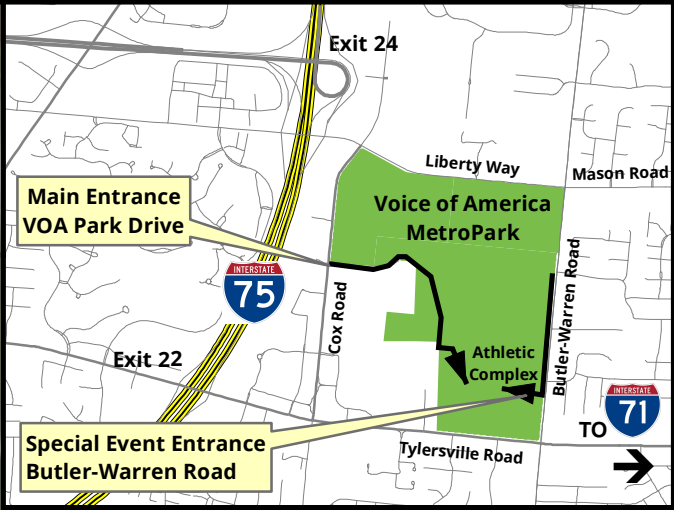 Exit 24
Liberty Way
Mason Road
Main Entrance
VOA Park Drive
Voice of America
MetroPark
INTERSTATE
75
Cox Road
Butler-Warren Road
Exit 22
Athletic
Complex
INTERSTATE
71
TO
Special Event Entrance
Butler-Warren Road
Tylersville Road